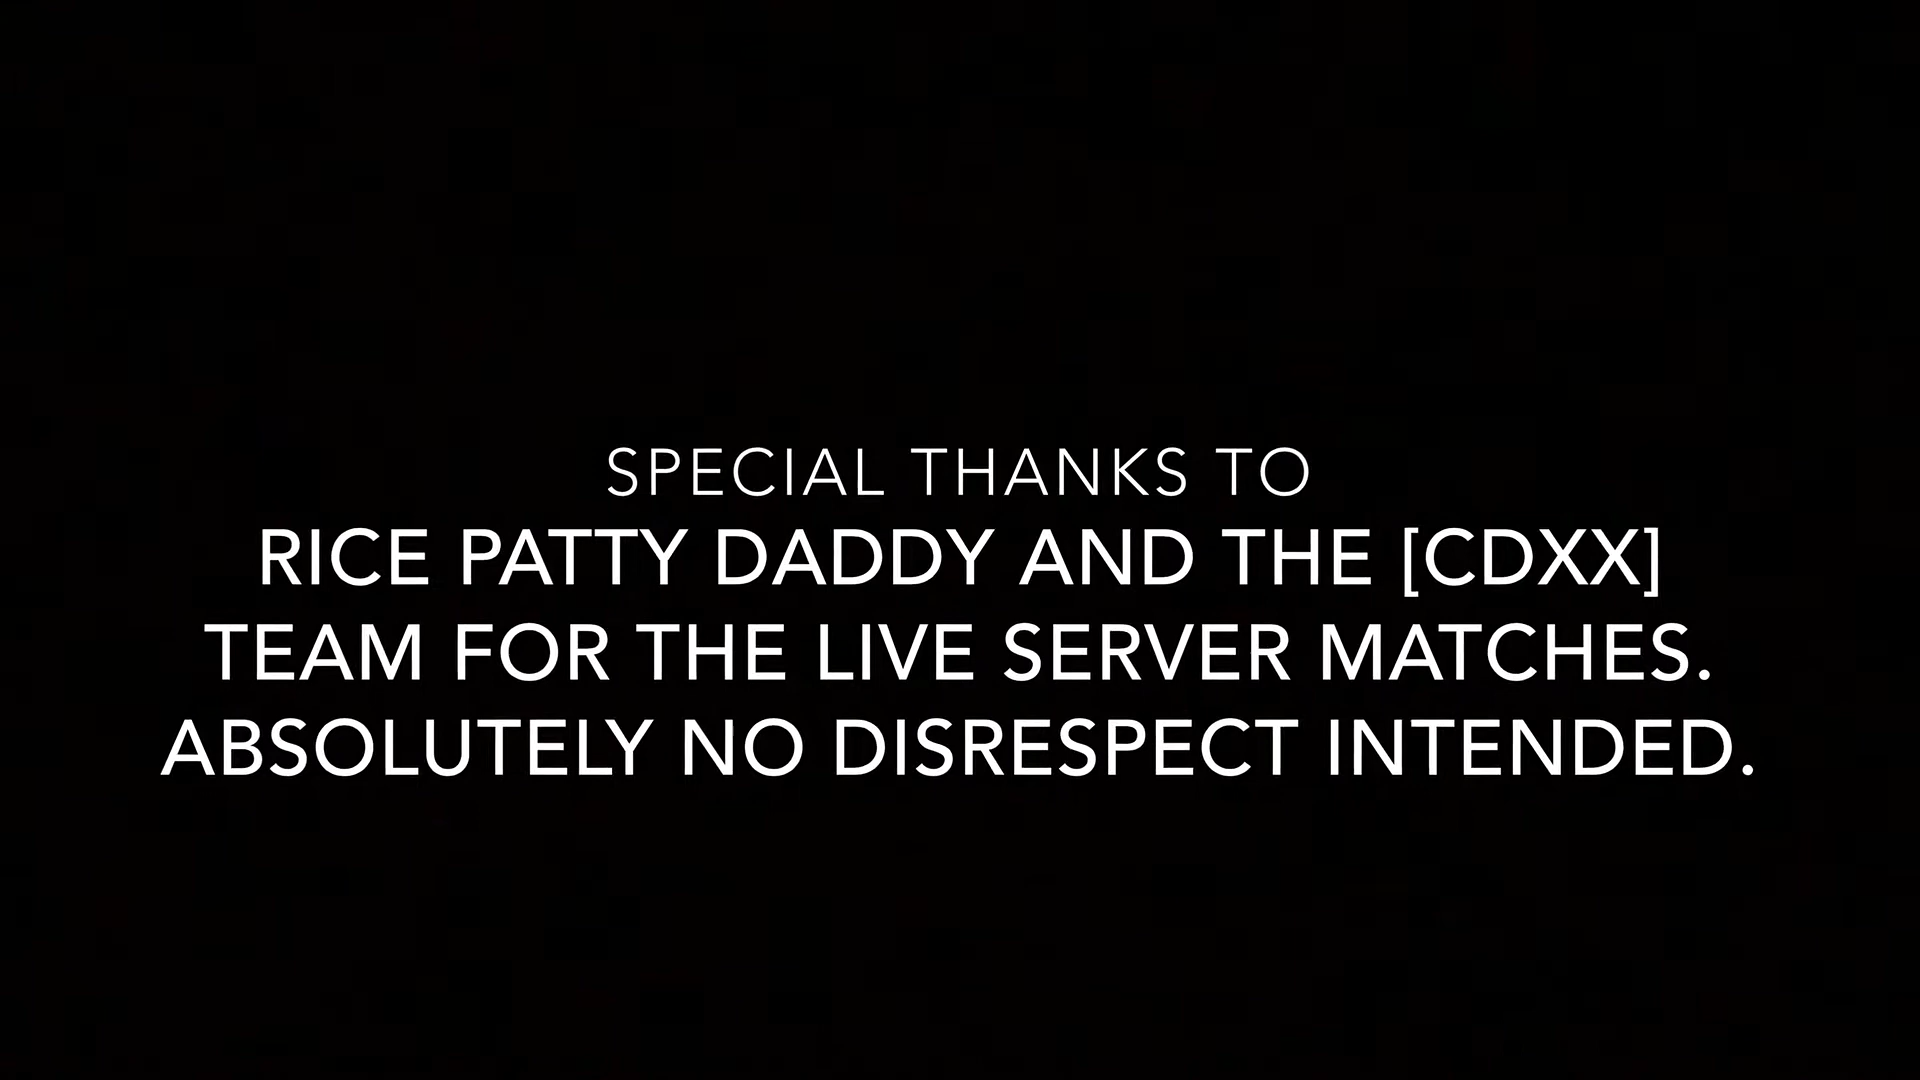 SPECIAL THANKS TO
RICE PATTY DADDY AND THE [CDXX]
TEAM FOR THE LIVE SERVER MATCHES.
ABSOLUTELY NO DISRESPECT INTENDED.